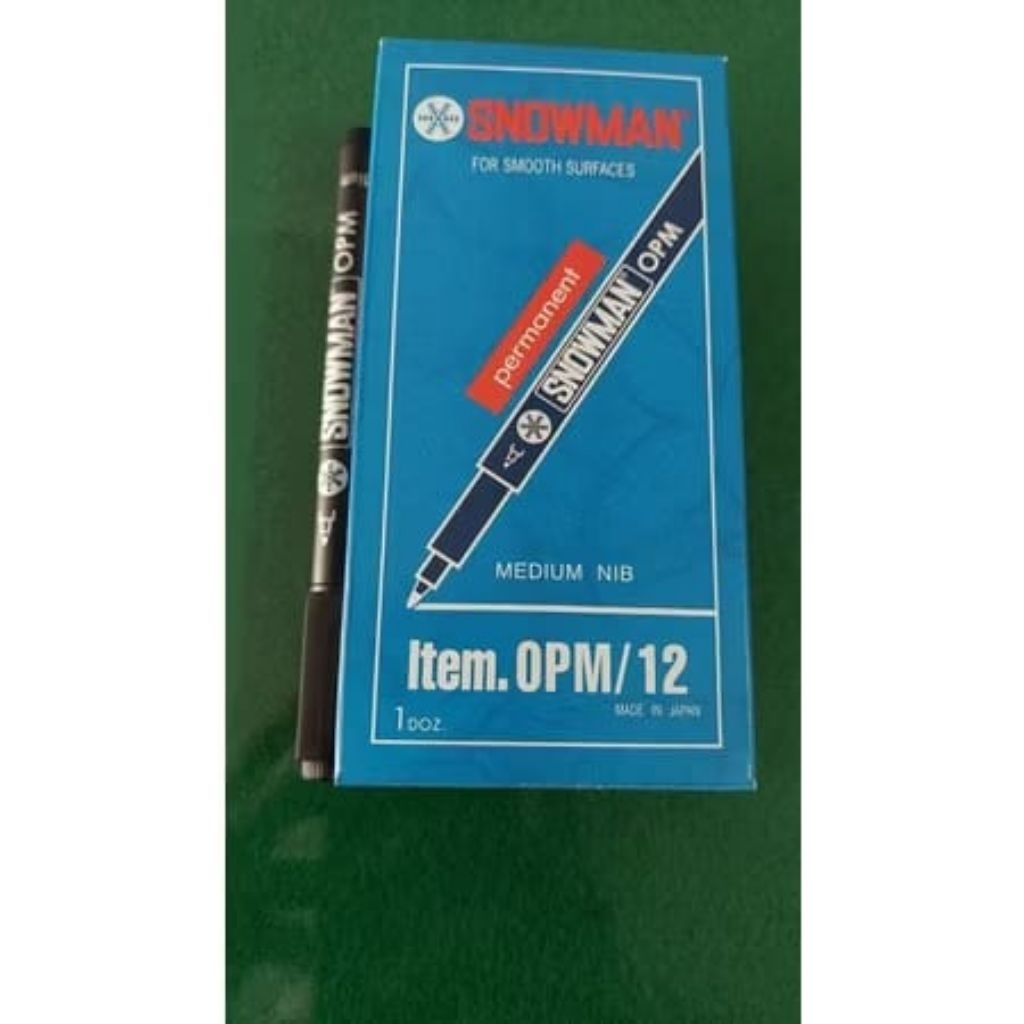 SNOWMAN
FOR SMOOTH SURFACES
permanent
SNOWMAN OPM
MEDIUM NIB
Item. OPM/12
1 DOZ.
MADE IN JAPAN
SNOWMAN OPM